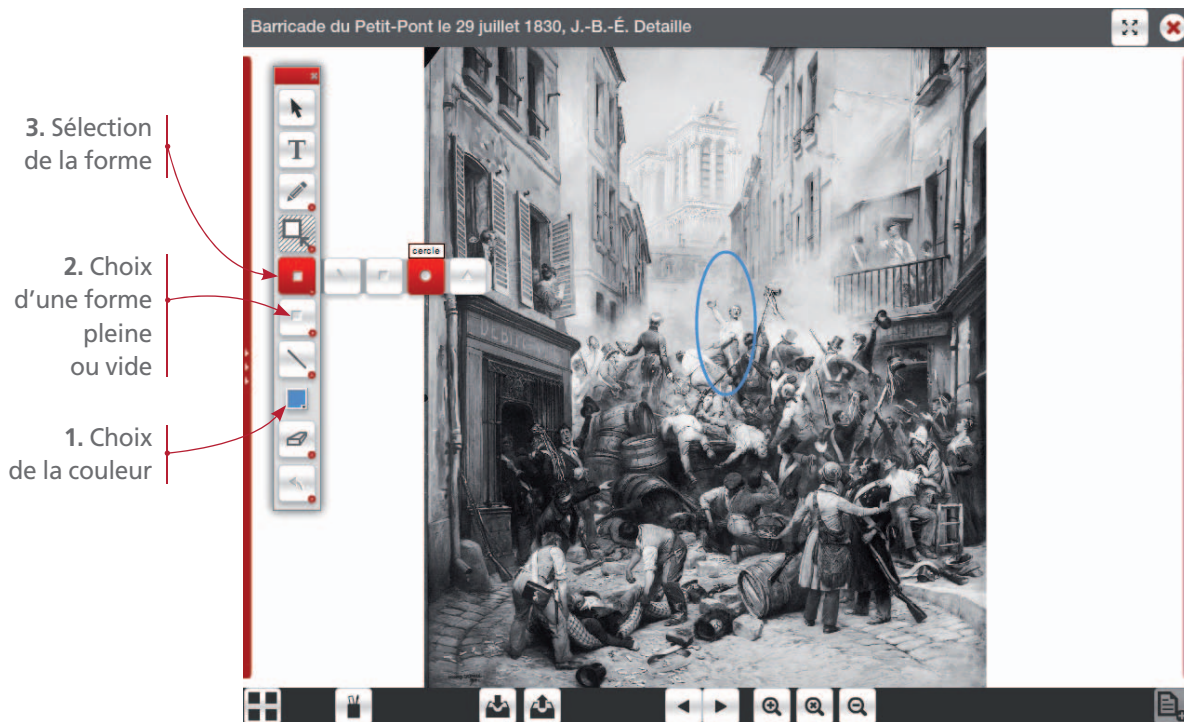 Barricade du Petit-Pont le 29 juillet 1830, J.-B.-É. Detaille
3. Sélection
de la forme
T
cercle
2. Choix
d'une forme
pleine
ou vide
1. Choix
de la couleur